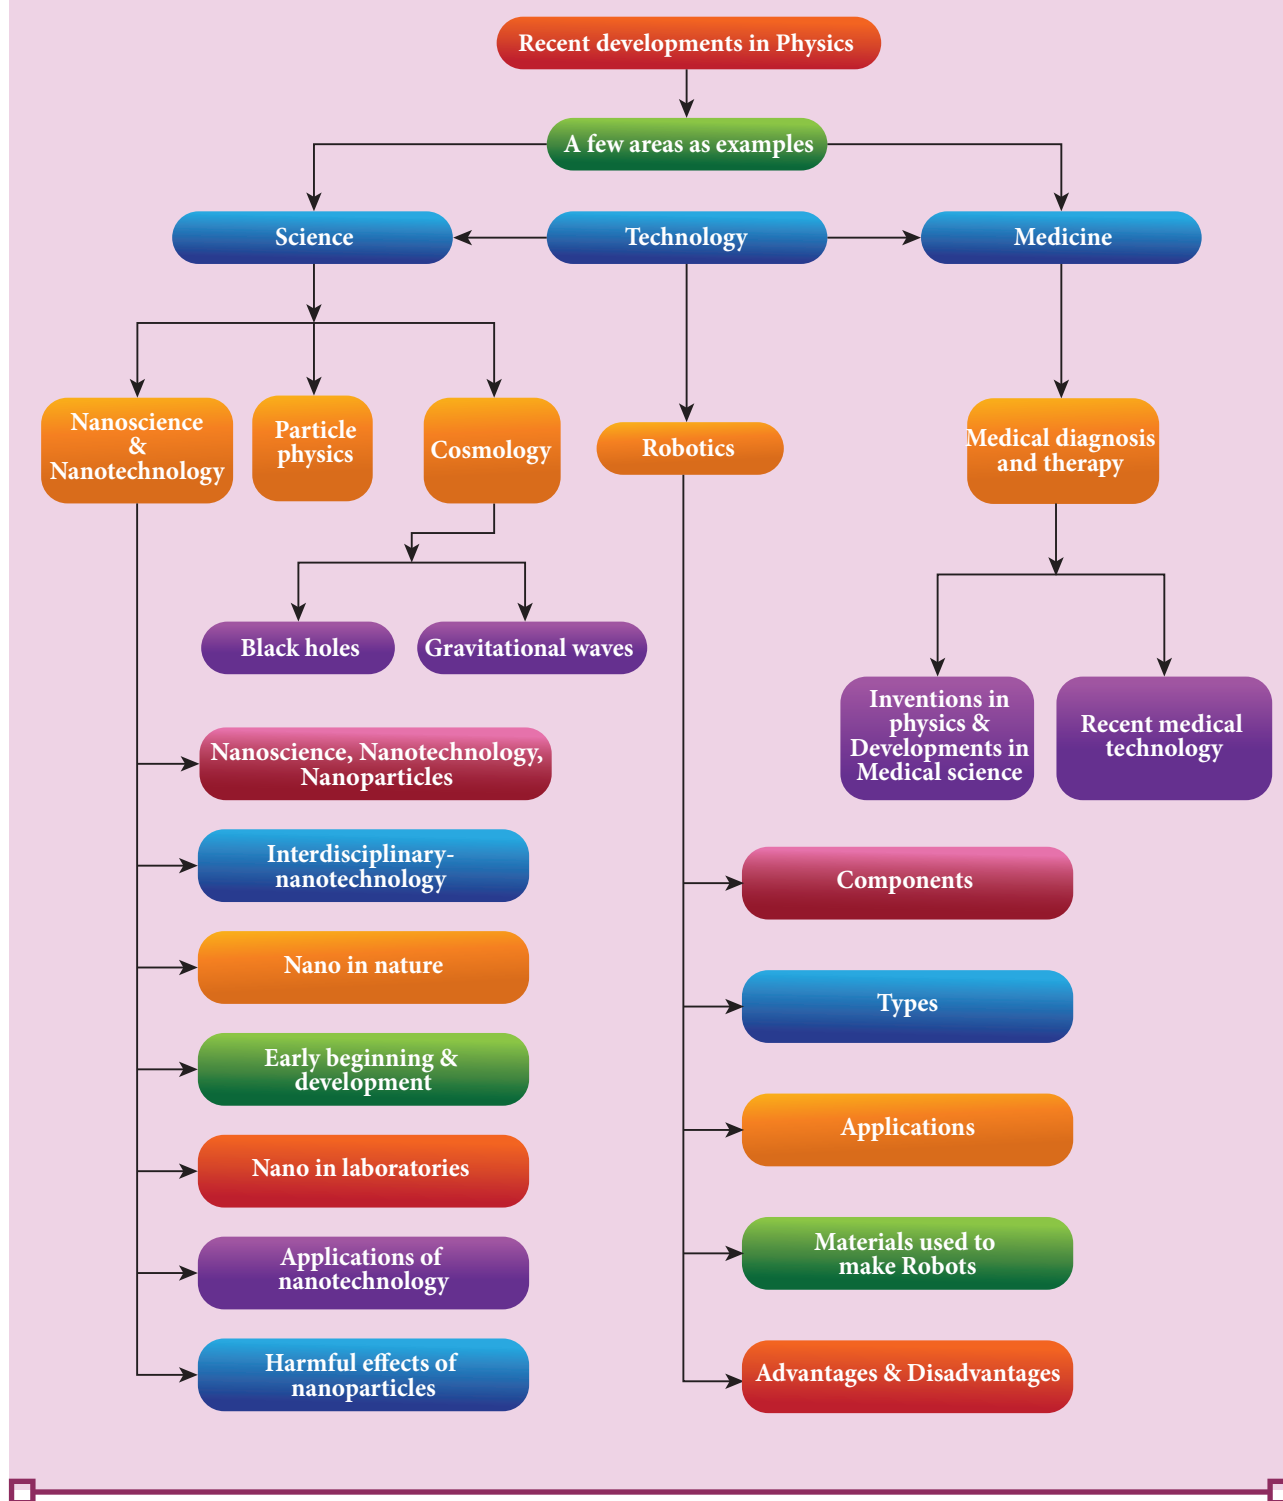 Recent developments in Physics
A few areas as examples
Science
Technology
Medicine
Nanoscience
&
Nanotechnology
Particle
physics
Cosmology
Robotics
Medical diagnosis
and therapy
Black holes
Gravitational waves
Inventions in
physics &
Developments in
Medical science
Recent medical
technology
Nanoscience, Nanotechnology,
Nanoparticles
Interdisciplinary-
nanotechnology
Nano in nature
Early beginning &
development
Nano in laboratories
Applications of
nanotechnology
Harmful effects of
nanoparticles
Components
Types
Applications
Materials used to
make Robots
Advantages & Disadvantages